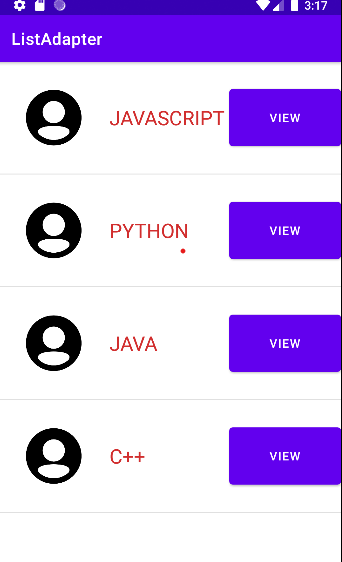 3:17
ListAdapter
JAVASCRIPT VIEW
PYTHON VIEW
JAVA VIEW
C++ VIEW